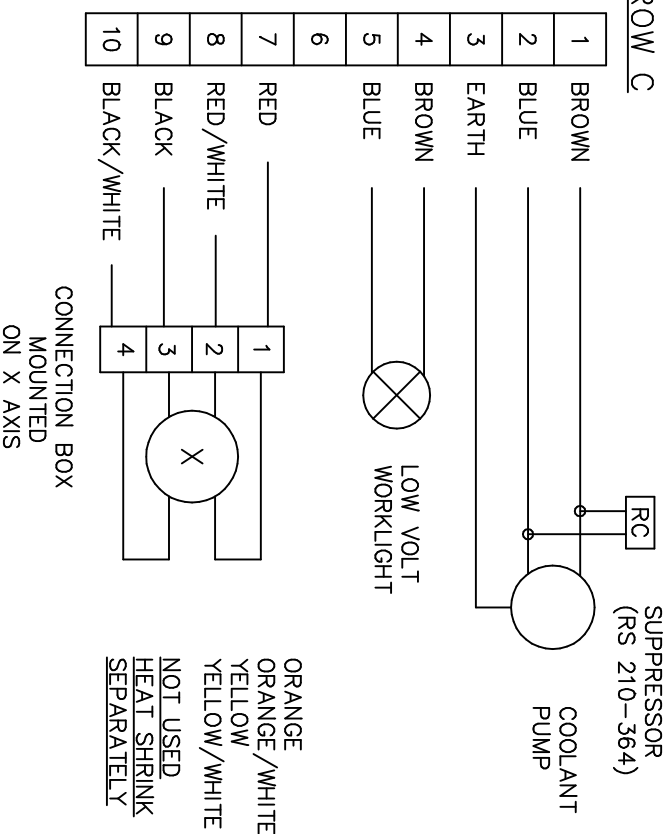 ROW C
1 BROWN
2 BLUE
3 EARTH
4 BROWN
5 BLUE
6
7 RED
8 RED/WHITE
9 BLACK
10 BLACK/WHITE
RC
SUPPRESSOR
(RS 210-364)
COOLANT
PUMP
LOW VOLT
WORKLIGHT
1
2
3
4
X
CONNECTION BOX
MOUNTED
ON X AXIS
ORANGE
ORANGE/WHITE
YELLOW
YELLOW/WHITE
NOT USED
HEAT SHRINK
SEPARATELY